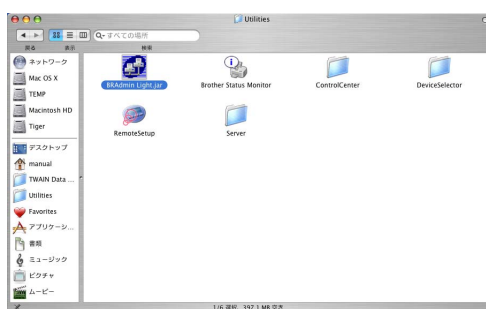 Utilities
Q- すべての場所
戻る 表示 検索
ネットワーク
Mac OS X
TEMP
Macintosh HD
Tiger
デスクトップ
manual
TWAIN Data ...
Utilities
Favorites
アプリケーシ...
書類
ミュージック
ピクチャ
ムービー
BRAdmin Light.jar
Brother Status Monitor
ControlCenter
DeviceSelector
RemoteSetup
Server
1/6 選択、397.1 MB 空き